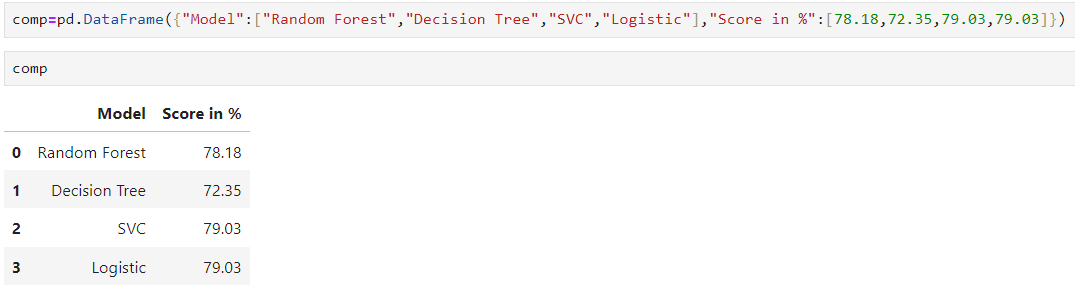 comp=pd.DataFrame({"Model":["Random Forest","Decision Tree","SVC","Logistic"],"Score in %":[78.18,72.35,79.03,79.03]})
comp
Model Score in %
0 Random Forest 78.18
1 Decision Tree 72.35
2 SVC 79.03
3 Logistic 79.03